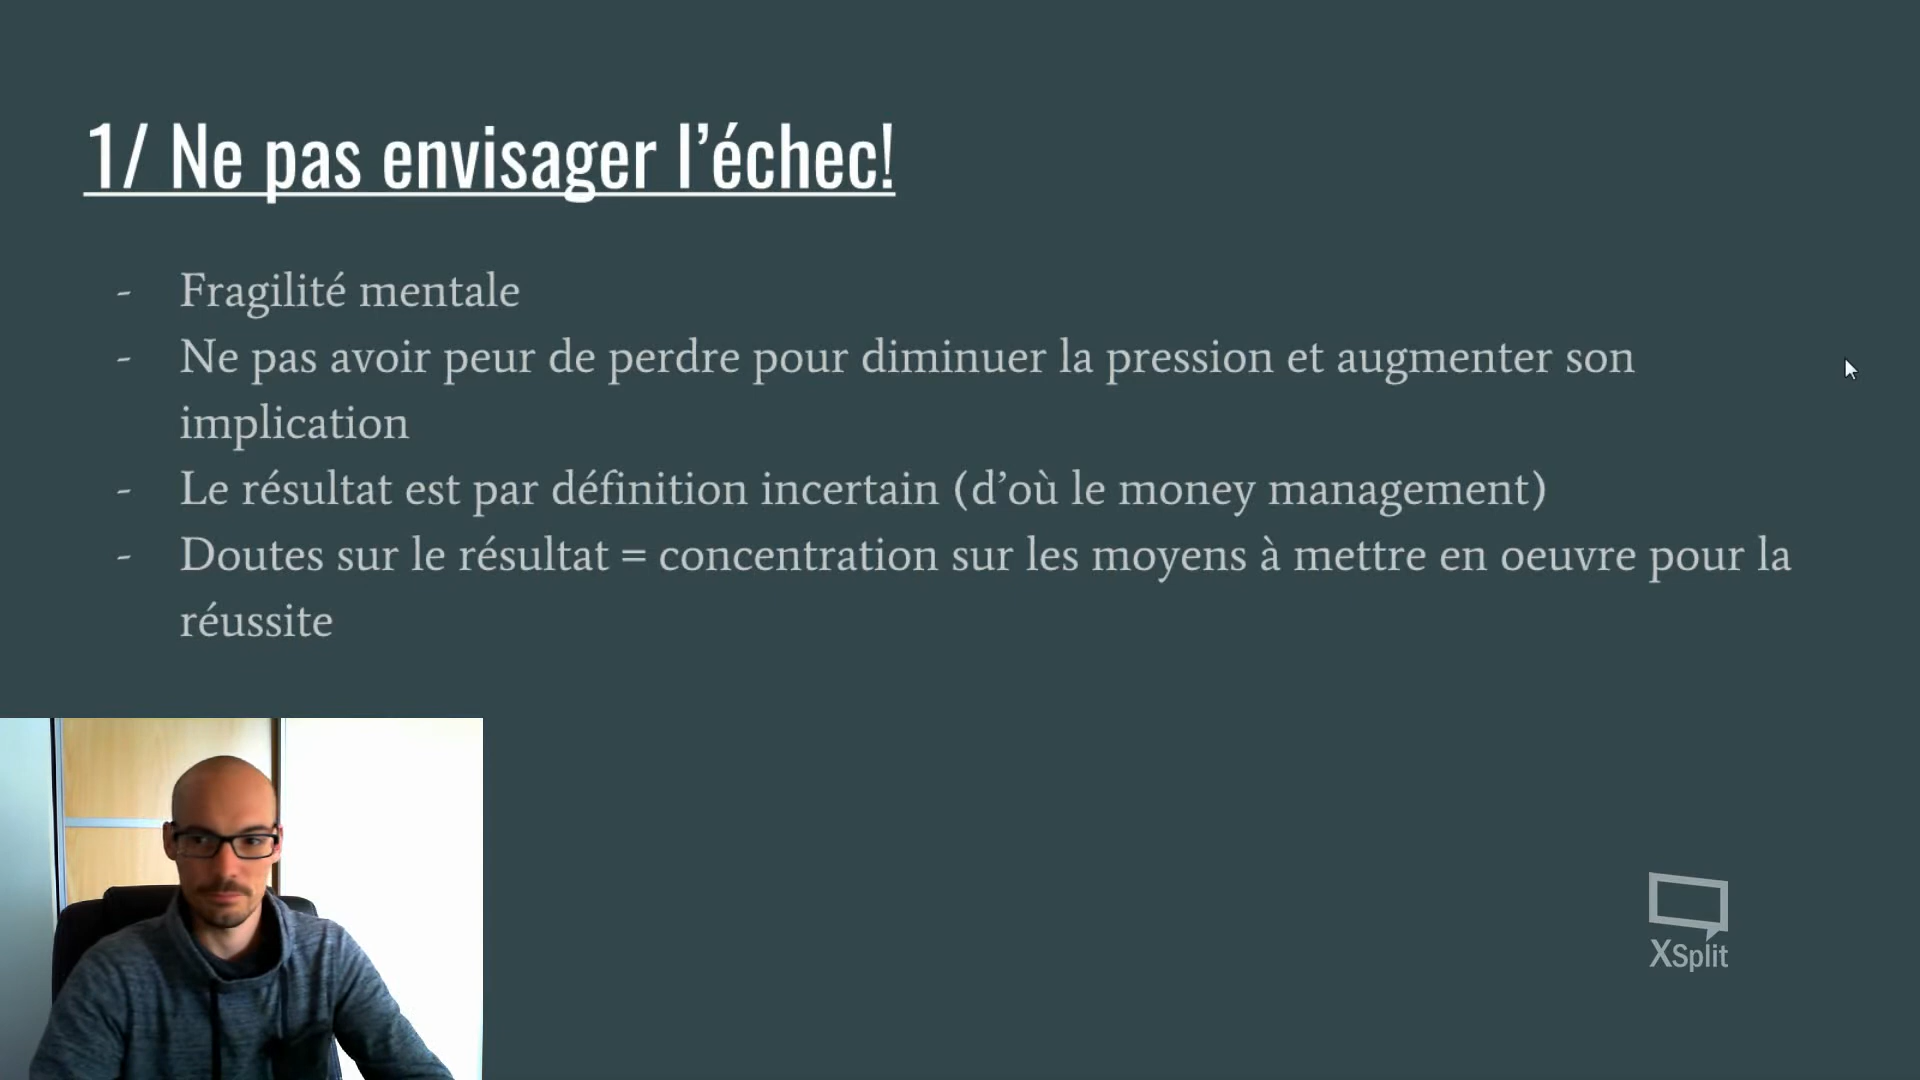 1/ Ne pas envisager l’échec!
- Fragilité mentale
- Ne pas avoir peur de perdre pour diminuer la pression et augmenter son
implication
- Le résultat est par définition incertain (d’où le money management)
- Doutes sur le résultat = concentration sur les moyens à mettre en oeuvre pour la
réussite
XSplit